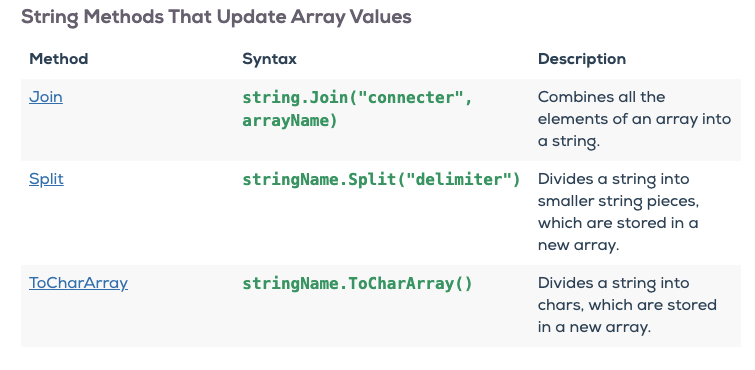 String Methods That Update Array Values
Method Syntax Description
Join string.Join("connecter", Combines all the
arrayName) elements of an array into
a string.
Split stringName.Split("delimiter") Divides a string into
smaller string pieces,
which are stored in a
new array.
ToCharArray stringName.ToCharArray() Divides a string into
chars, which are stored
in a new array.